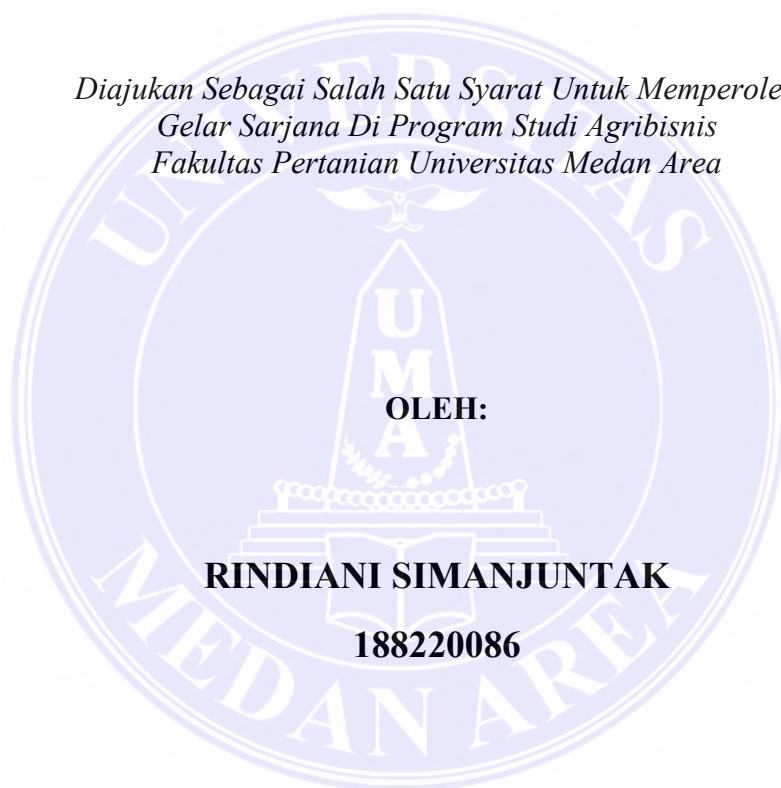 Diajukan Sebagai Salah Satu Syarat Untuk Memperole
Gelar Sarjana Di Program Studi Agribisnis
Fakultas Pertanian Universitas Medan Area
UNIVERSITAS
U
M
A
OLEH:
RINDIANI SIMANJUNTAK
188220086
MEDAN AREA